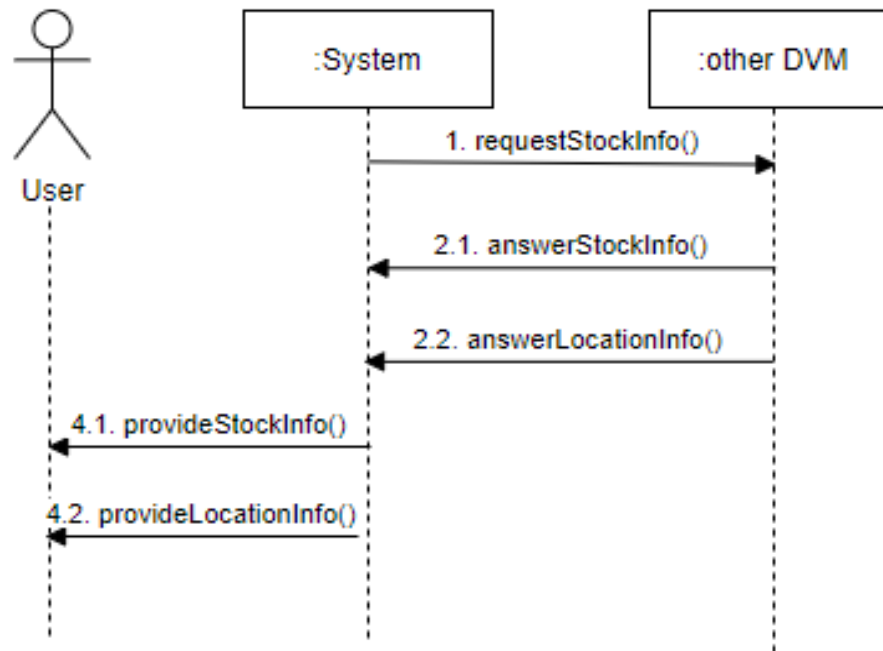 :System
:other DVM
User
1. requestStockInfo()
2.1. answerStockInfo()
2.2. answerLocationInfo()
4.1. provideStockInfo()
4.2. provideLocationInfo()